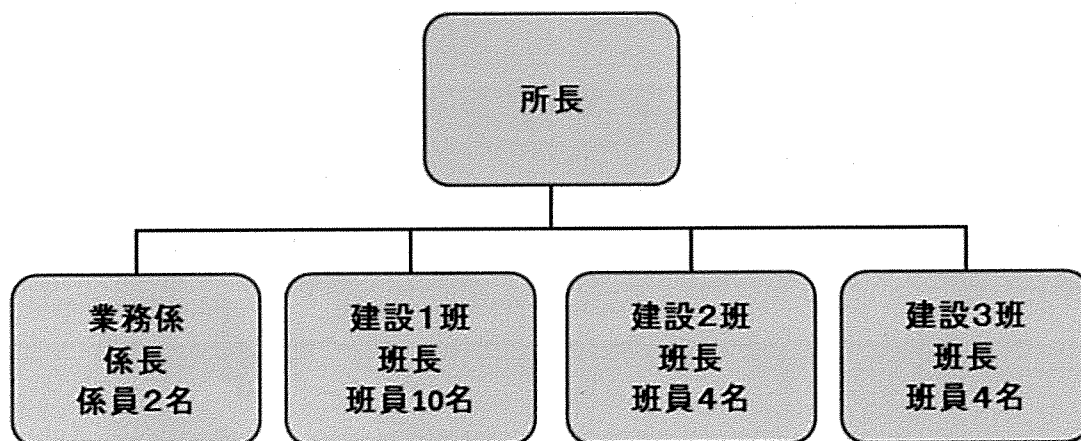 所長
業務係
係長
係員2名
建設1班
班長
班員10名
建設2班
班長
班員4名
建設3班
班長
班員4名